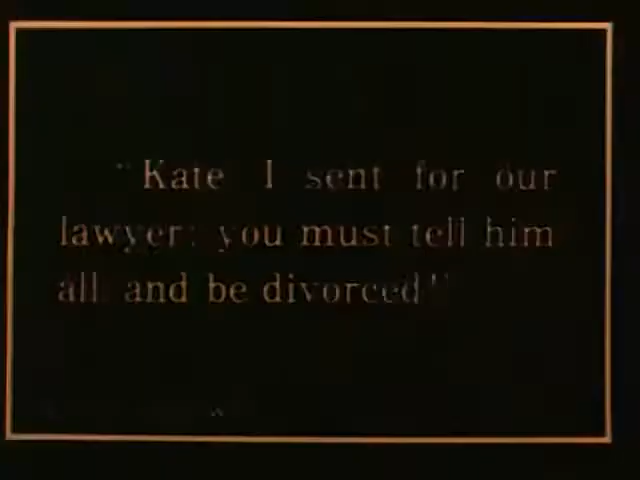 "Kate I sent for our
lawyer: you must tell him
all and be divorced!"